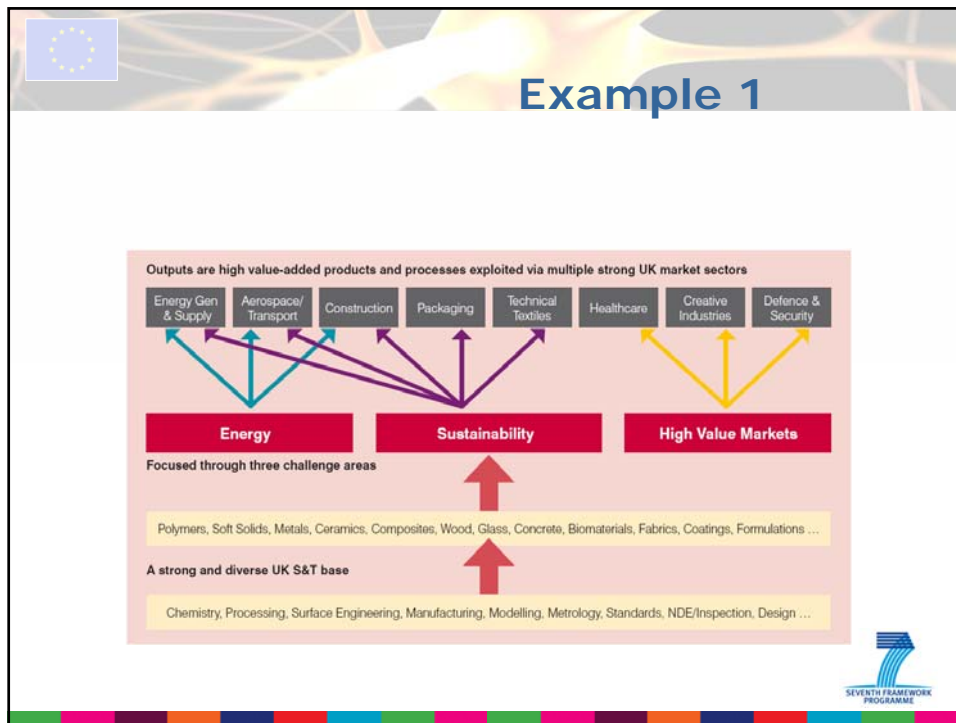 Example 1
Outputs are high value-added products and processes exploited via multiple strong UK market sectors
Energy Gen
& Supply
Aerospace/
Transport
Construction
Packaging
Technical
Textiles
Healthcare
Creative
Industries
Defence &
Security
Energy
Sustainability
High Value Markets
Focused through three challenge areas
Polymers, Soft Solids, Metals, Ceramics, Composites, Wood, Glass, Concrete, Biomaterials, Fabrics, Coatings, Formulations ...
A strong and diverse UK S&T base
Chemistry, Processing, Surface Engineering, Manufacturing, Modelling, Metrology, Standards, NDE/Inspection, Design ...
SEVENTH FRAMEWORK
PROGRAMME